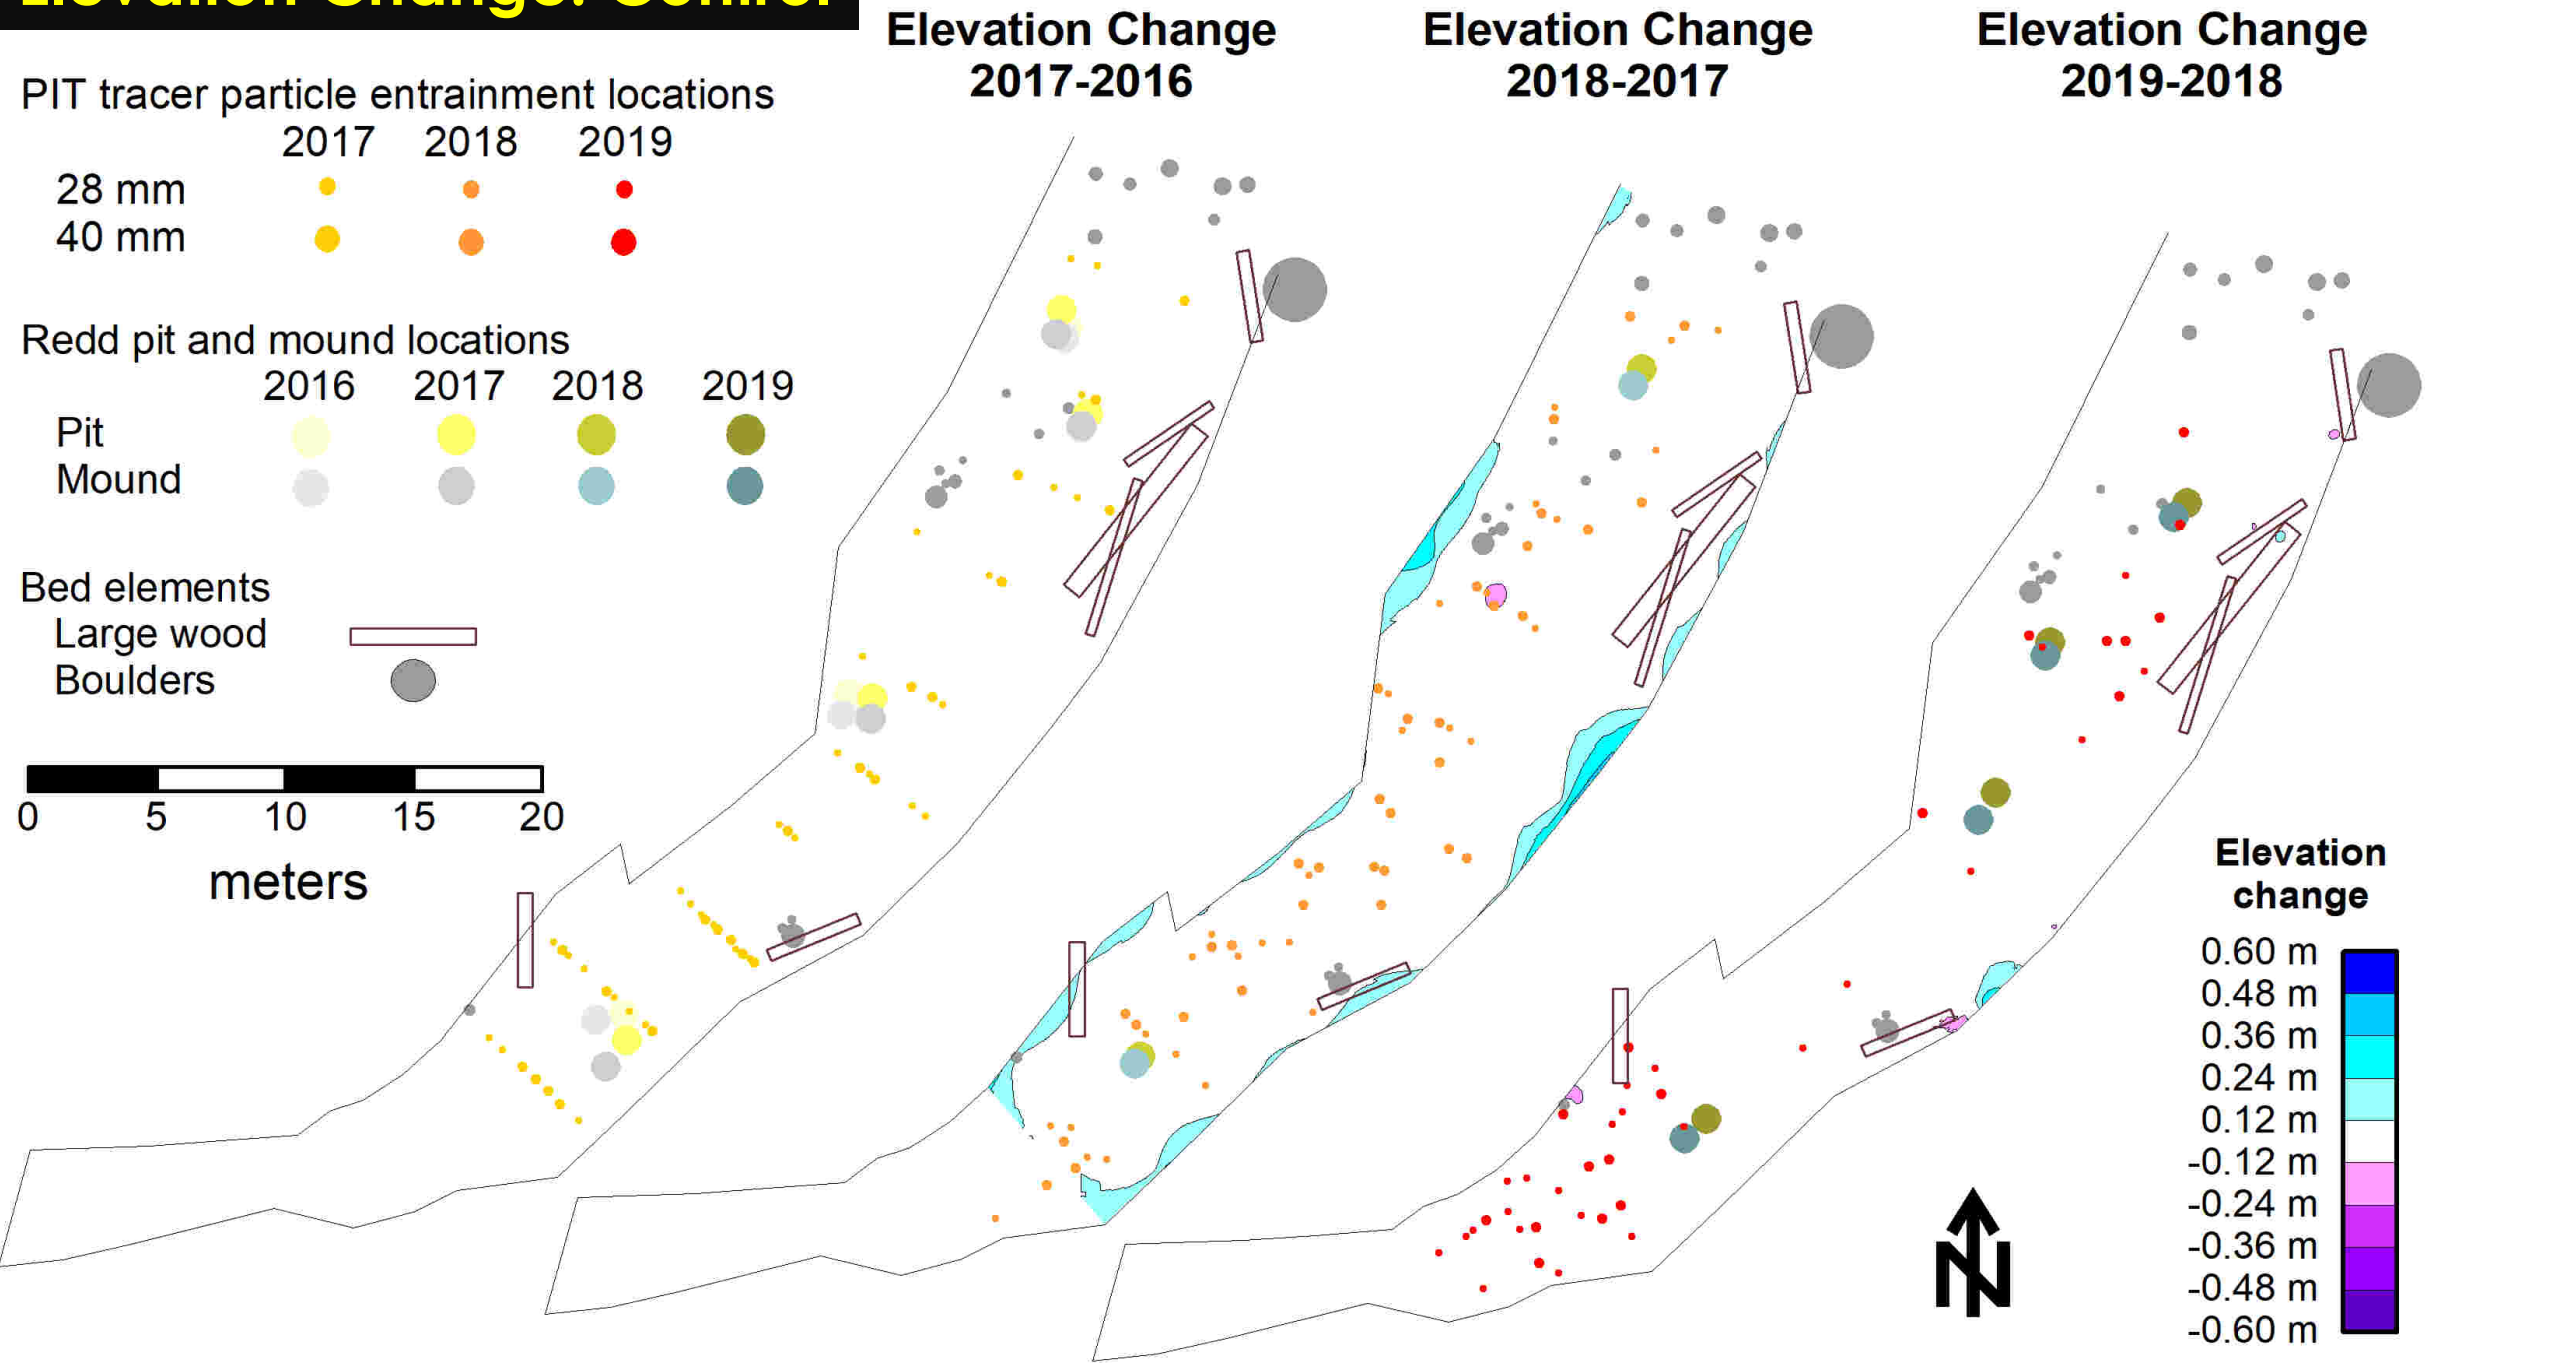 Elevation Change: Control
Elevation Change
2017-2016
Elevation Change
2018-2017
Elevation Change
2019-2018
PIT tracer particle entrainment locations
2017 2018 2019
28 mm
40 mm
Redd pit and mound locations
2016 2017 2018 2019
Pit
Mound
Bed elements
Large wood
Boulders
0 5 10 15 20
meters
Elevation
change
0.60 m
0.48 m
0.36 m
0.24 m
0.12 m
-0.12 m
-0.24 m
-0.36 m
-0.48 m
-0.60 m
N